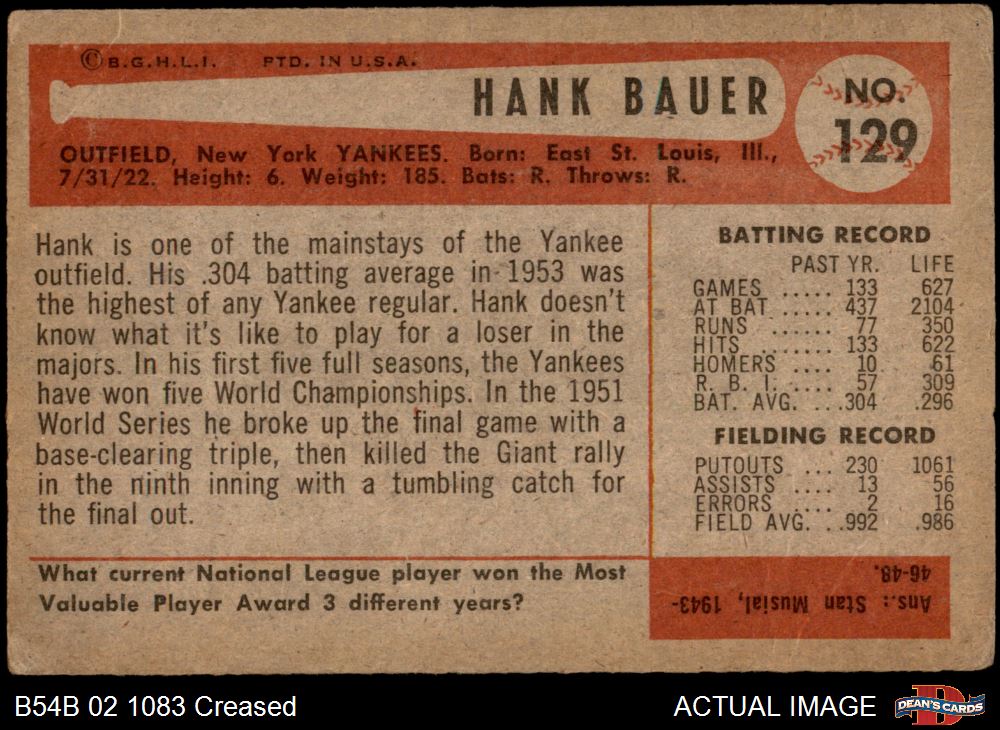 ©B.G.H.L.I. PTD. IN U.S.A.
HANK BAUER
NO.
129
OUTFIELD, New York YANKEES. Born: East St. Louis, Ill.,
7/31/22. Height: 6. Weight: 185. Bats: R. Throws: R.
Hank is one of the mainstays of the Yankee
outfield. His .304 batting average in 1953 was
the highest of any Yankee regular. Hank doesn't
know what it's like to play for a loser in the
majors. In his first five full seasons, the Yankees
have won five World Championships. In the 1951
World Series he broke up the final game with a
base-clearing triple, then killed the Giant rally
in the ninth inning with a tumbling catch for
the final out.
BATTING RECORD
PAST YR. LIFE
GAMES ..... 133 627
AT BAT ..... 437 2104
RUNS ...... 77 350
HITS ...... 133 622
HOMERS .... 10 61
R. B. I. ..... 57 309
BAT. AVG. ...304 .296
FIELDING RECORD
PUTOUTS ... 230 1061
ASSISTS .... 13 56
ERRORS .... 2 16
FIELD AVG. ..992 .986
What current National League player won the Most
Valuable Player Award 3 different years?
Ans.: Stan Musial, 1943-
46-48.
B54B 02 1083 Creased
ACTUAL IMAGE
DEAN'S CARDS